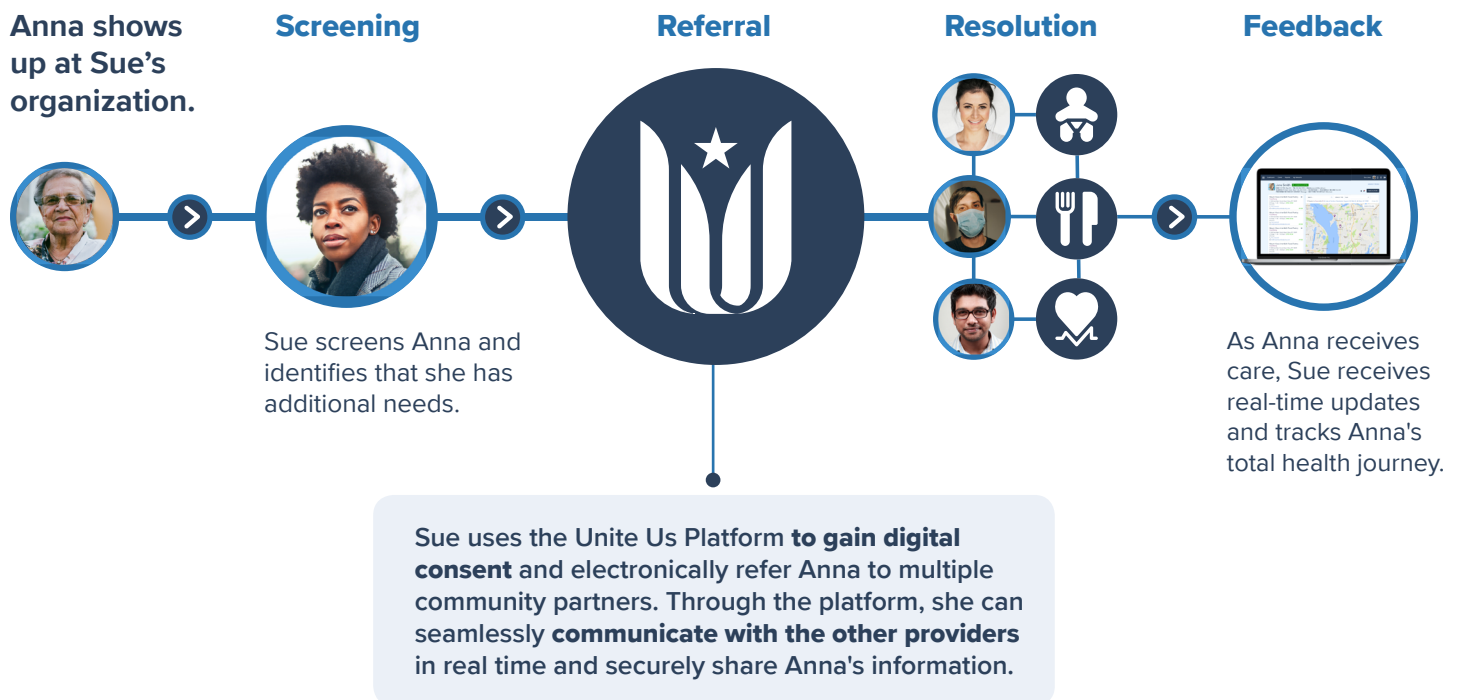 Anna shows
up at Sue’s
organization.
Screening
Referral
Resolution
Feedback
Sue screens Anna and
identifies that she has
additional needs.
As Anna receives
care, Sue receives
real-time updates
and tracks Anna's
total health journey.
Sue uses the Unite Us Platform to gain digital
consent and electronically refer Anna to multiple
community partners. Through the platform, she can
seamlessly communicate with the other providers
in real time and securely share Anna's information.